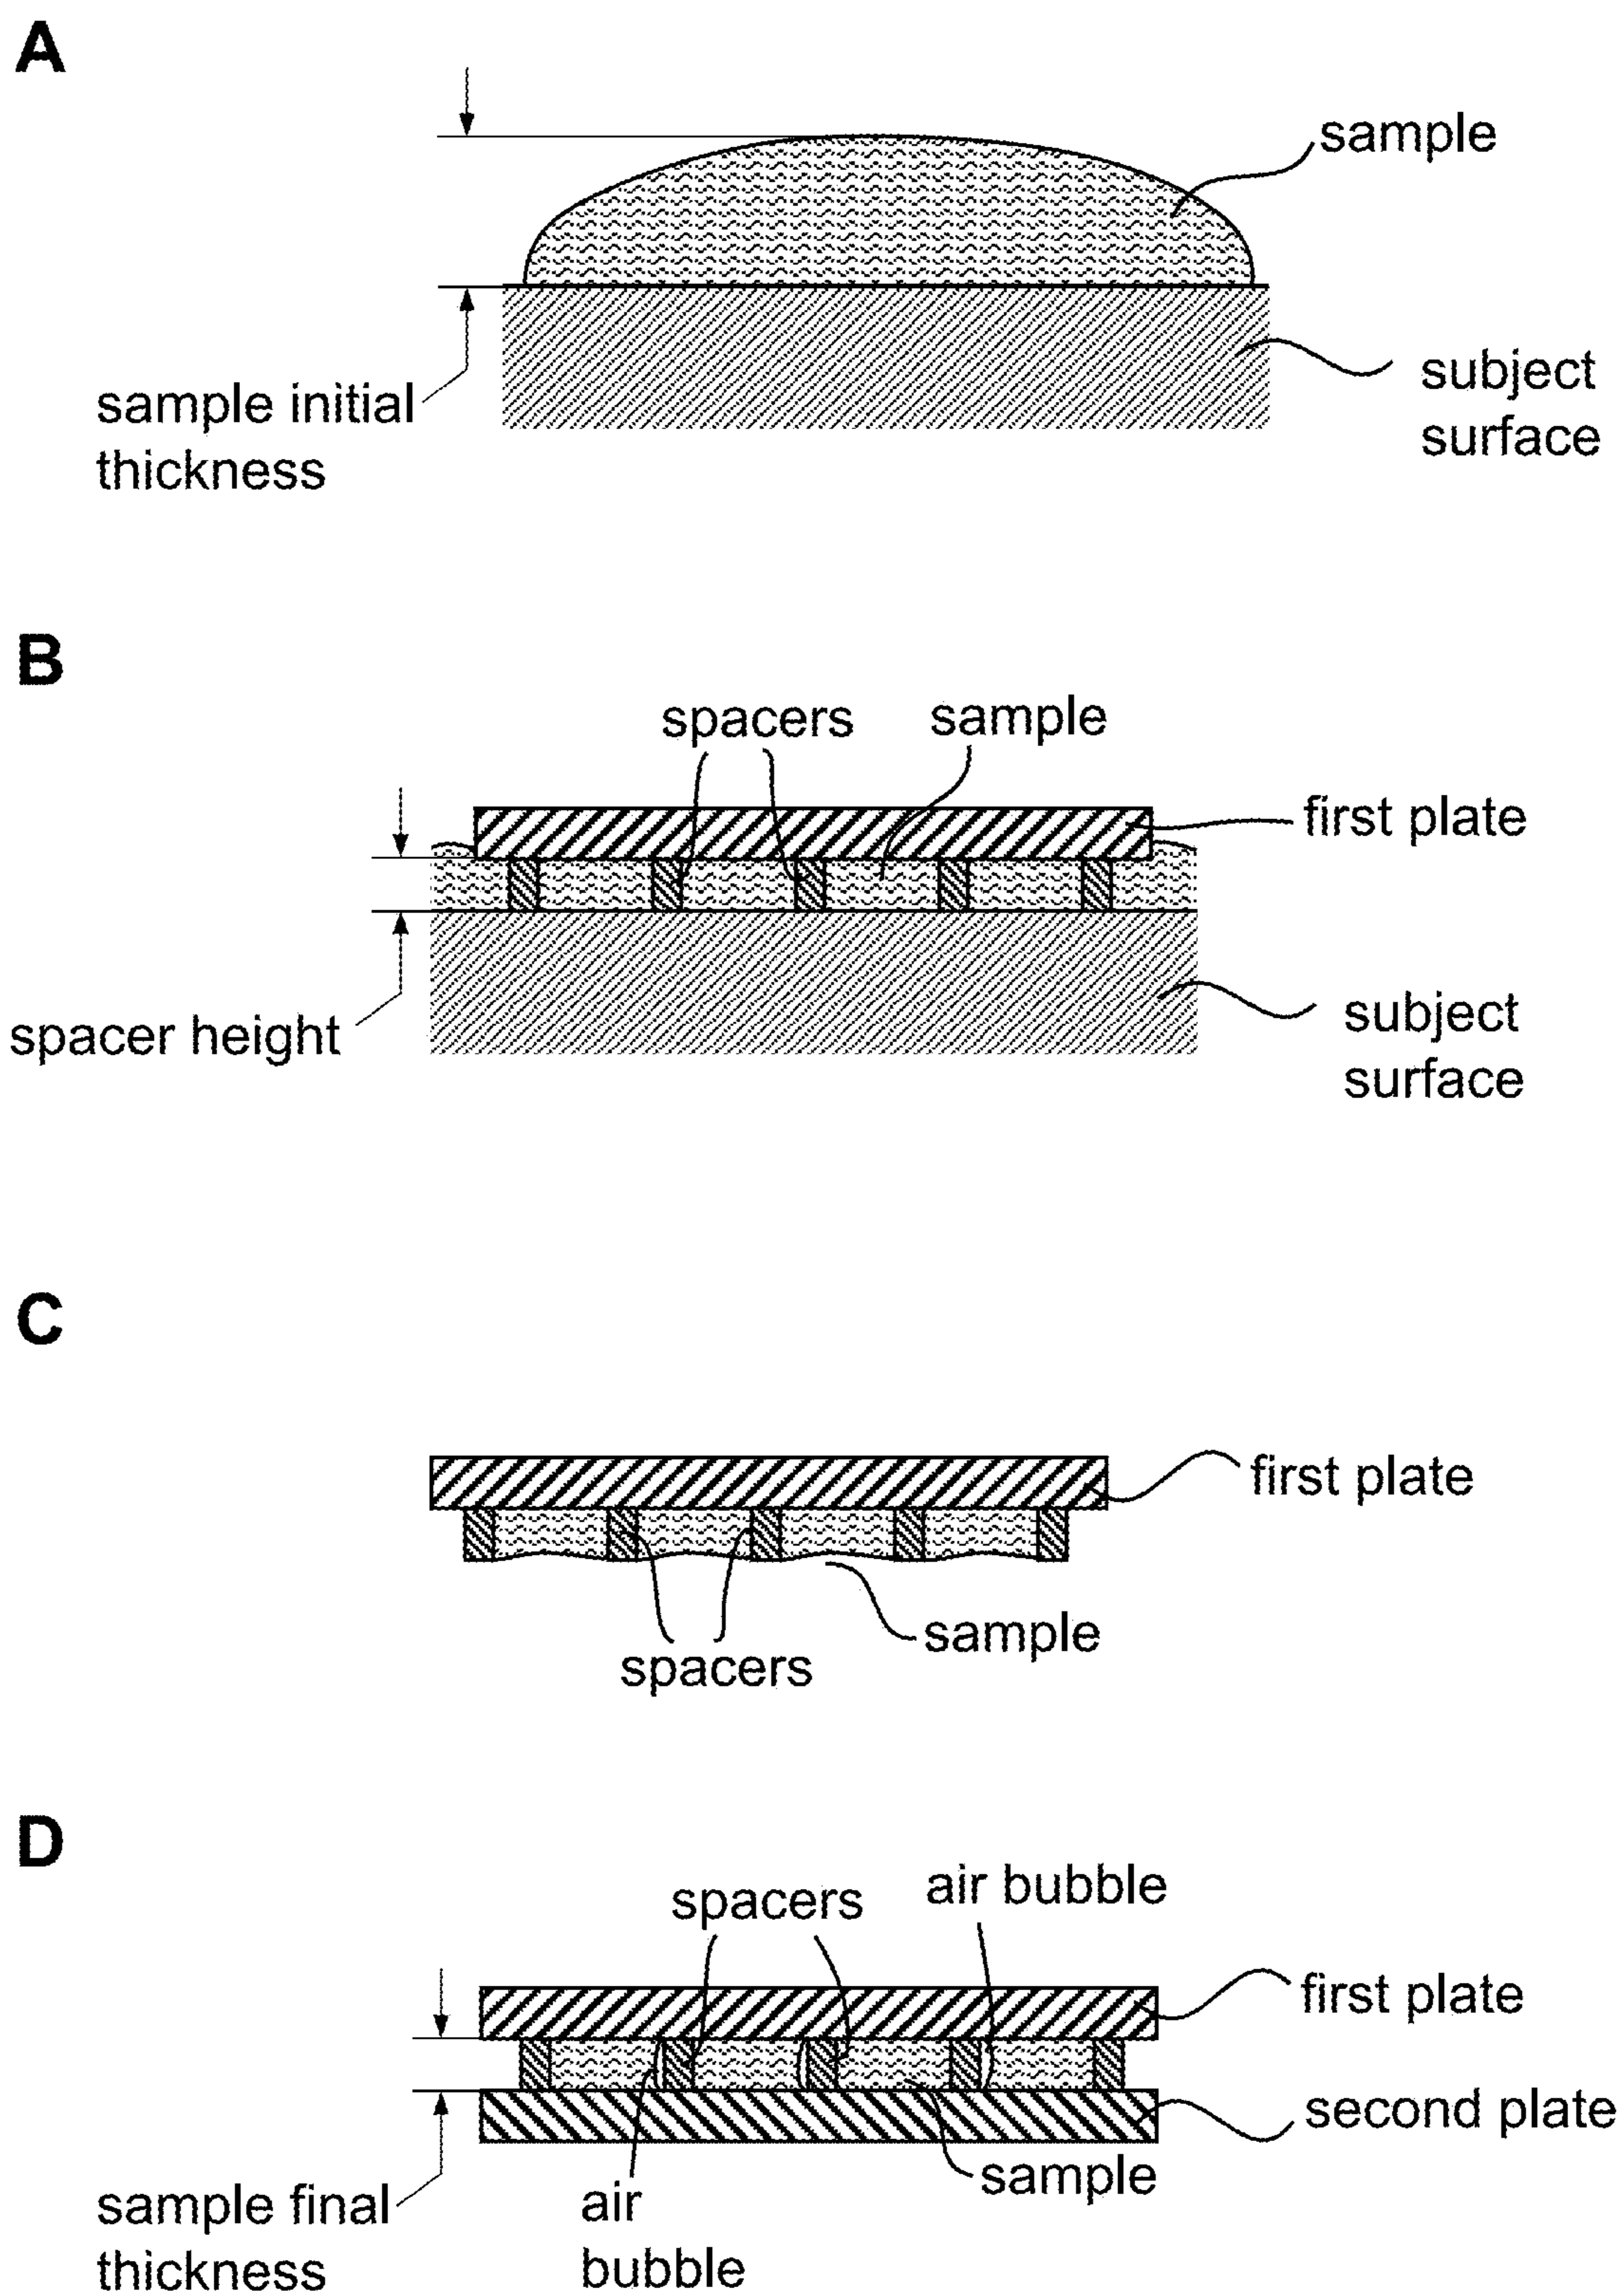 A
sample
sample initial
thickness
subject
surface
B
spacers
sample
first plate
spacer height
subject
surface
C
first plate
sample
spacers
D
spacers
air bubble
first plate
second plate
sample
sample final
thickness
air
bubble